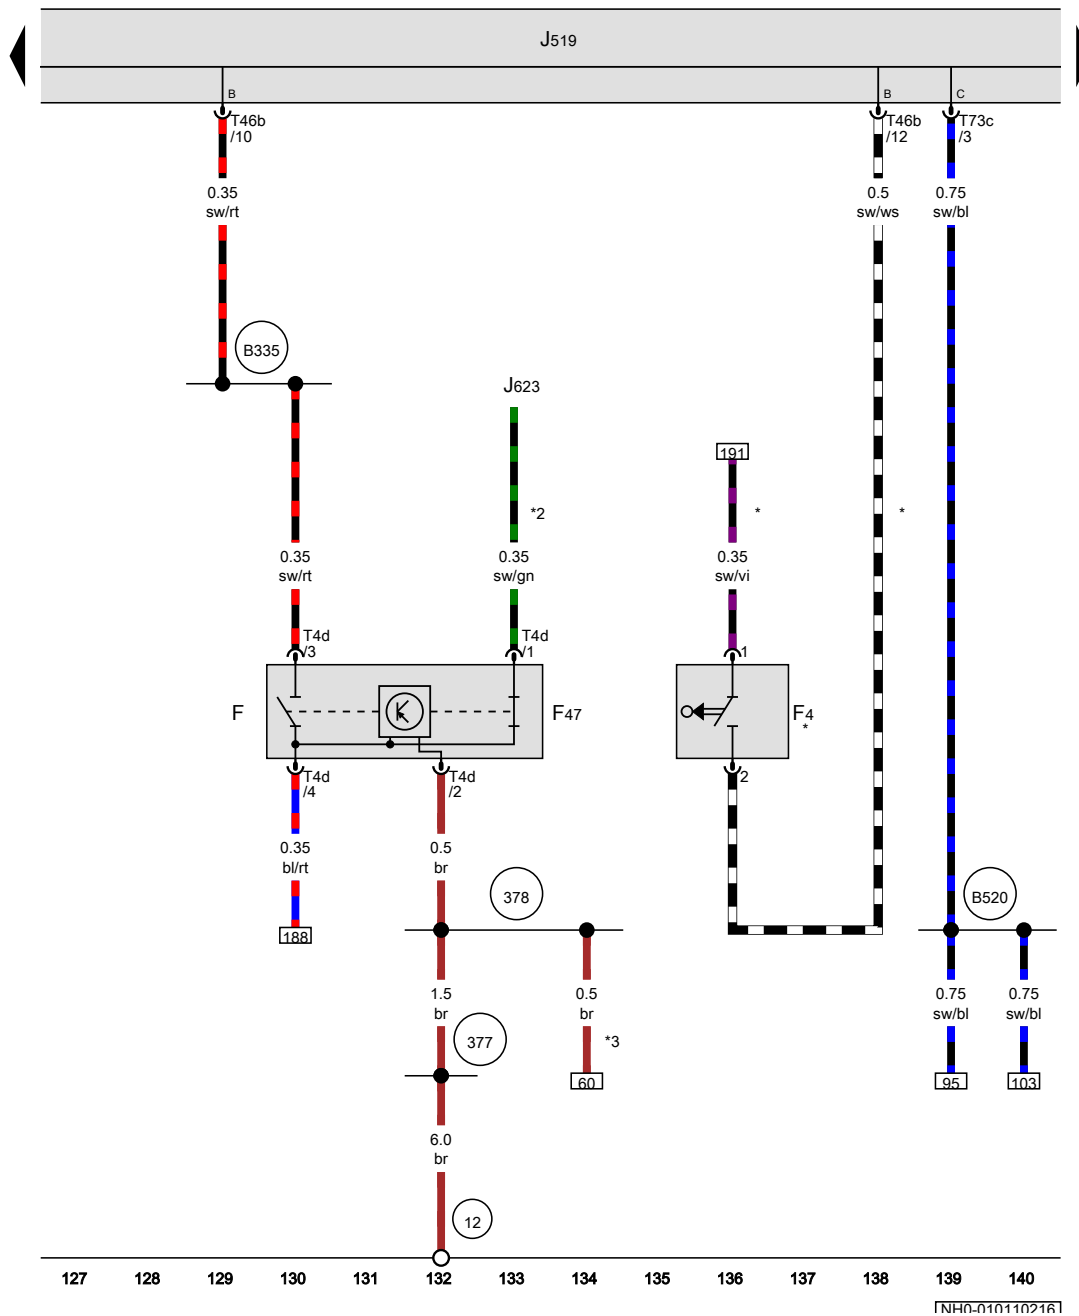 J519
B
B
C
T46b
/10
T46b
/12
T73c
/3
0.35
sw/rt
0.5
sw/ws
0.75
sw/bl
B335
J623
191
*2
*
*
0.35
sw/rt
0.35
sw/gn
0.35
sw/vi
T4d
/3
T4d
/1
1
F
F47
F4
*
T4d
/4
T4d
/2
2
0.35
bl/rt
0.5
br
378
B520
188
1.5
br
0.5
br
0.75
sw/bl
0.75
sw/bl
377
*3
60
95
103
6.0
br
12
127 128 129 130 131 132 133 134 135 136 137 138 139 140
NH0-010110216